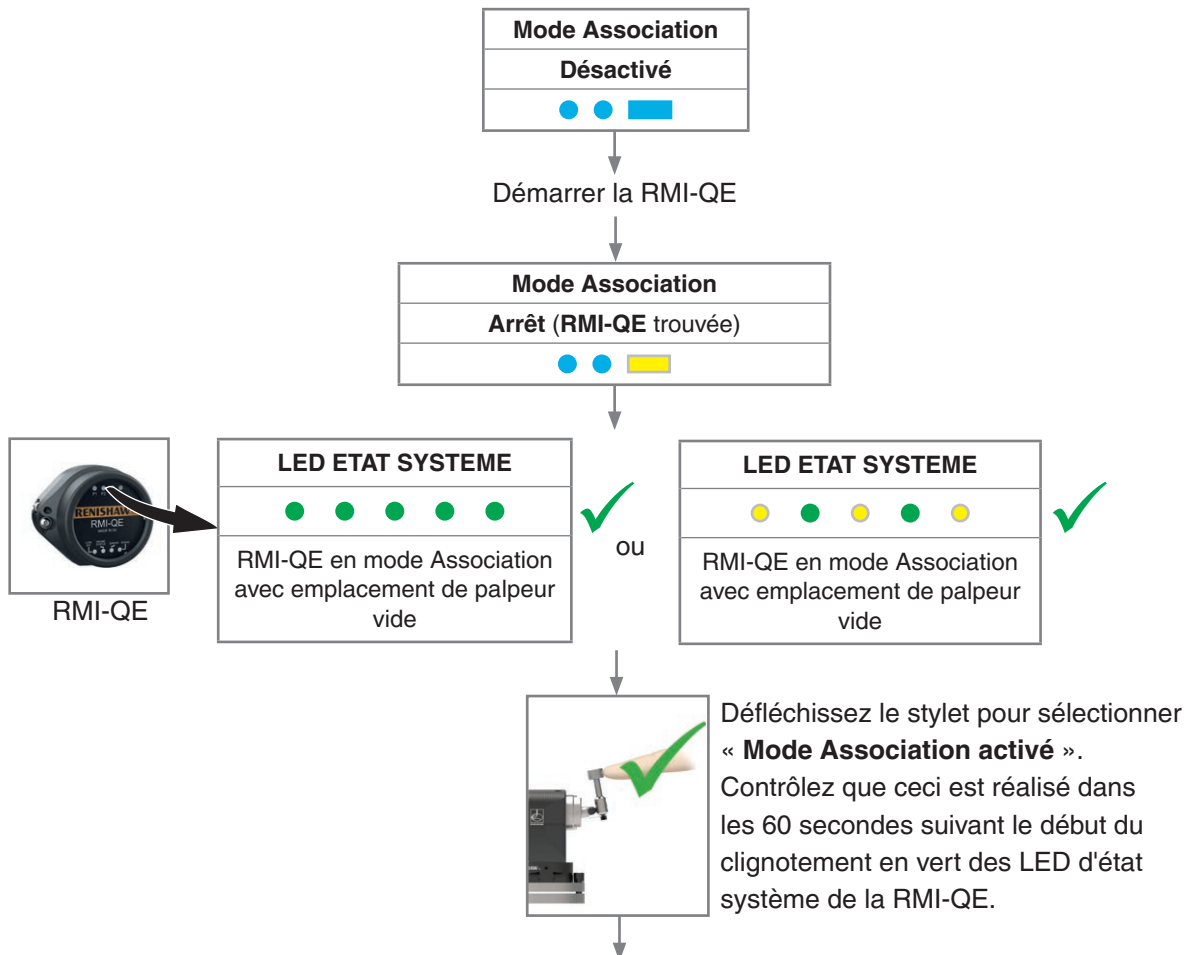 Mode Association
Désactivé
Démarrer la RMI-QE
Mode Association
Arrêt (RMI-QE trouvée)
RENISHAW
RMI-QE
RMI-QE
LED ETAT SYSTEME
RMI-QE en mode Association
avec emplacement de palpeur
vide
ou
LED ETAT SYSTEME
RMI-QE en mode Association
avec emplacement de palpeur
vide
Défléchissez le stylet pour sélectionner
« Mode Association activé ».
Contrôlez que ceci est réalisé dans
les 60 secondes suivant le début du
clignotement en vert des LED d'état
système de la RMI-QE.